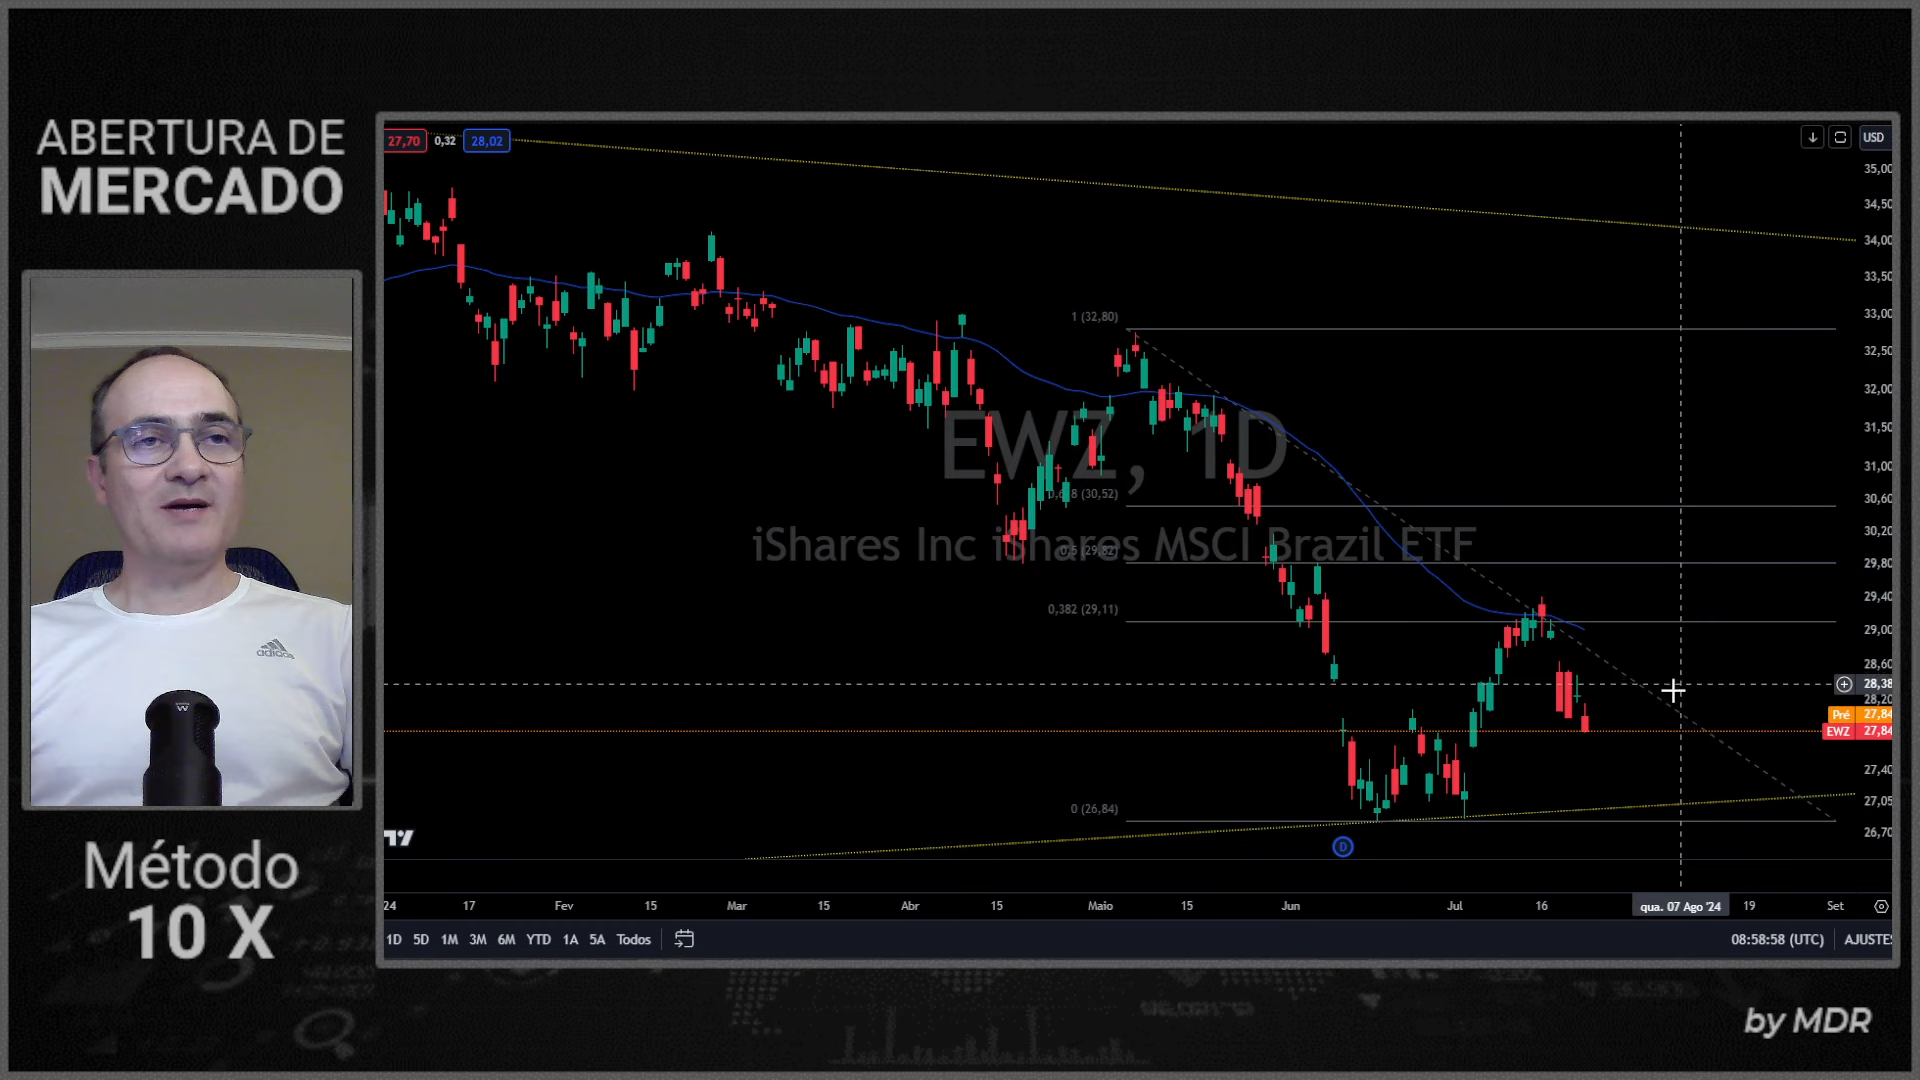 ABERTURA DE
MERCADO
Método
10 X
27,70 0,32 28,02
USD
35,00
34,50
34,00
33,50
33,00
32,50
32,00
31,50
31,00
30,60
30,20
29,80
29,40
29,00
28,60
28,38
28,20
Pré 27,84
EWZ 27,84
27,40
27,05
26,70
1 (32,80)
EWZ, 1D
0,618 (30,52)
iShares Inc iShares MSCI Brazil ETF
0,5 (29,82)
0,382 (29,11)
0 (26,84)
D
24 17 Fev 15 Mar 15 Abr 15 Maio 15 Jun Jul 16 qua. 07 Ago '24 19 Set
1D 5D 1M 3M 6M YTD 1A 5A Todos
08:58:58 (UTC) AJUSTES
adidas
W
by MDR